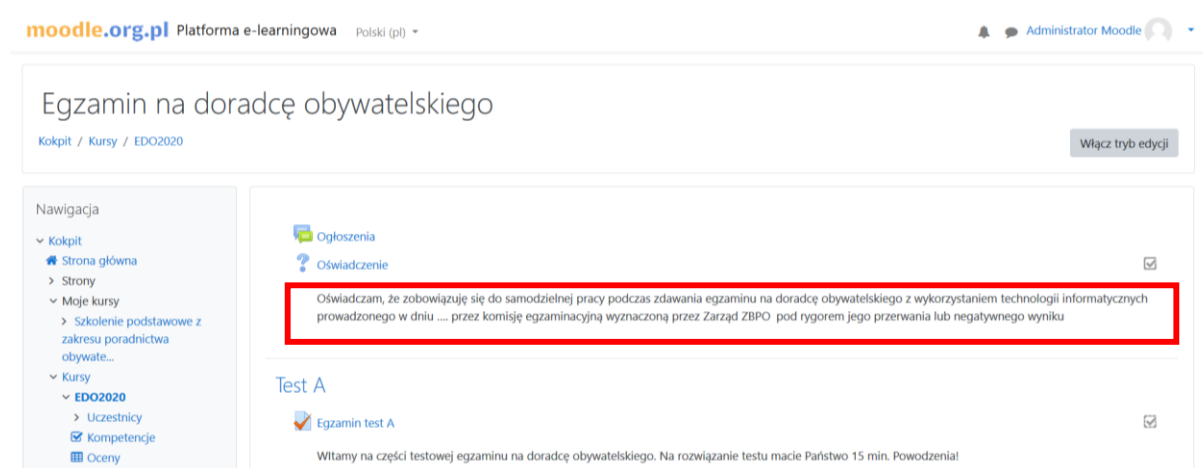 moodle.org.pl Platforma e-learningowa Polski (pl)
Administrator Moodle
Egzamin na doradcę obywatelskiego
Kokpit / Kursy / EDO2020
Włącz tryb edycji
Nawigacja
Kokpit
Strona główna
Strony
Moje kursy
Szkolenie podstawowe z
zakresu poradnictwa
obywate...
Kursy
EDO2020
Uczestnicy
Kompetencje
Oceny
Ogłoszenia
Oświadczenie
Oświadczam, że zobowiązuję się do samodzielnej pracy podczas zdawania egzaminu na doradcę obywatelskiego z wykorzystaniem technologii informatycznych
prowadzonego w dniu .... przez komisję egzaminacyjną wyznaczoną przez Zarząd ZBPO pod rygorem jego przerwania lub negatywnego wyniku
Test A
Egzamin test A
WItamy na części testowej egzaminu na doradcę obywatelskiego. Na rozwiązanie testu macie Państwo 15 min. Powodzenia!